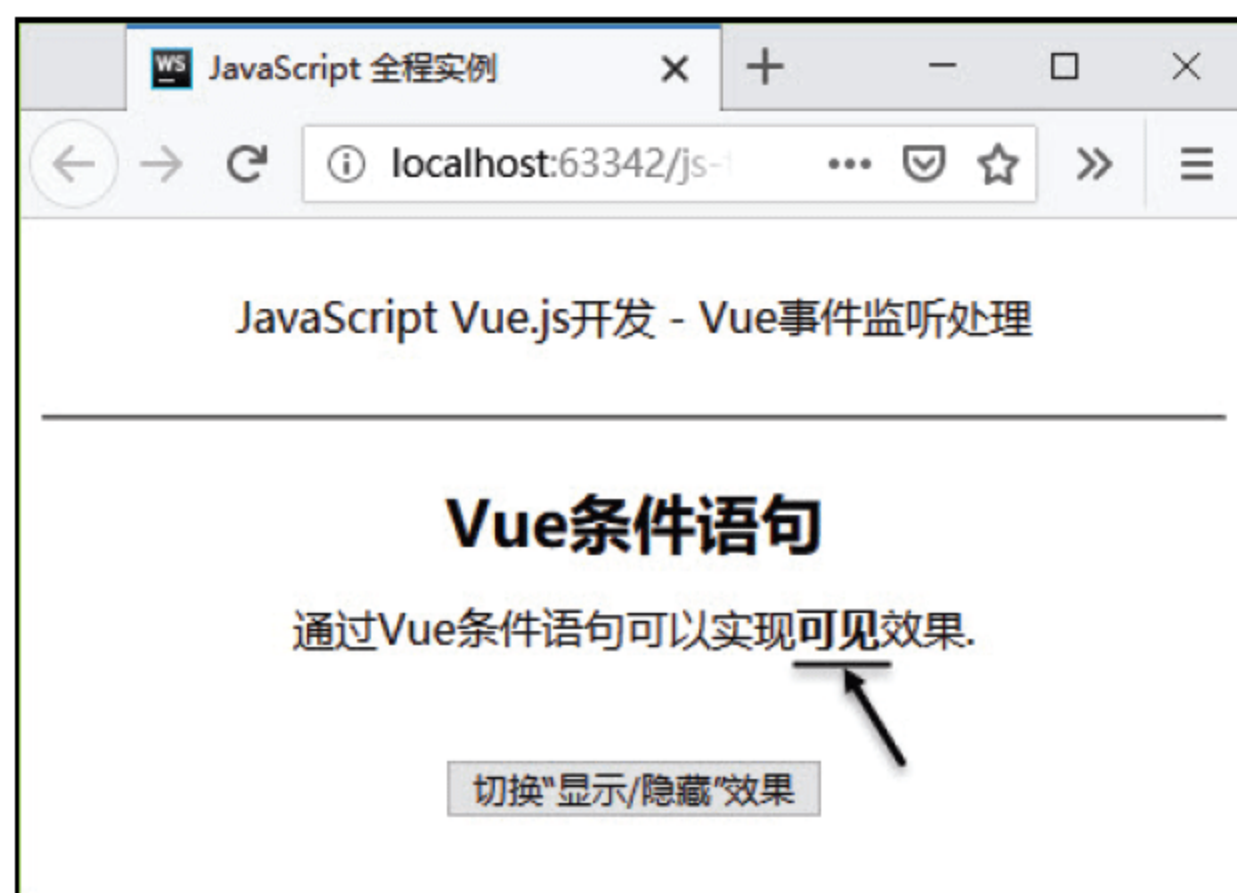 WS JavaScript 全程实例
localhost:63342/js-
JavaScript Vue.js开发 - Vue事件监听处理
Vue条件语句
通过Vue条件语句可以实现可见效果.
切换“显示/隐藏”效果